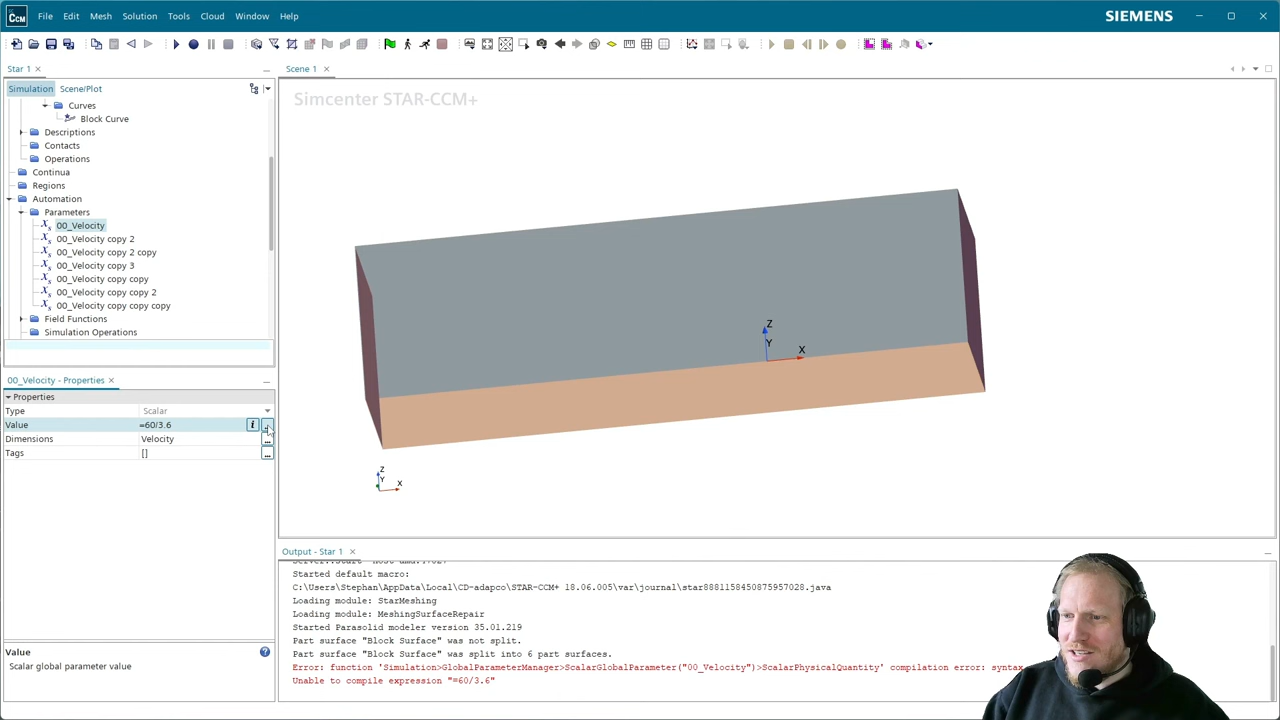 CCM File Edit Mesh Solution Tools Cloud Window Help SIEMENS
Star 1
Scene 1
Simulation Scene/Plot
Simcenter STAR-CCM+
Curves
Block Curve
Descriptions
Contacts
Operations
Continua
Regions
Automation
Parameters
00_Velocity
00_Velocity copy 2
00_Velocity copy 2 copy
00_Velocity copy 3
00_Velocity copy copy
00_Velocity copy copy 2
00_Velocity copy copy copy
Field Functions
Simulation Operations
Z
Y
X
Z
Y
X
00_Velocity - Properties
Properties
Type Scalar
Value =60/3.6
Dimensions Velocity
Tags []
Value
Scalar global parameter value
Output - Star 1
Started default macro:
C:\Users\Stephan\AppData\Local\CD-adapco\STAR-CCM+ 18.06.005\var\journal\star8881158450875957028.java
Loading module: StarMeshing
Loading module: MeshingSurfaceRepair
Started Parasolid modeler version 35.01.219
Part surface "Block Surface" was not split.
Part surface "Block Surface" was split into 6 part surfaces.
Error: function 'Simulation>GlobalParameterManager>ScalarGlobalParameter("00_Velocity")>ScalarPhysicalQuantity' compilation error: syntax
Unable to compile expression "=60/3.6"